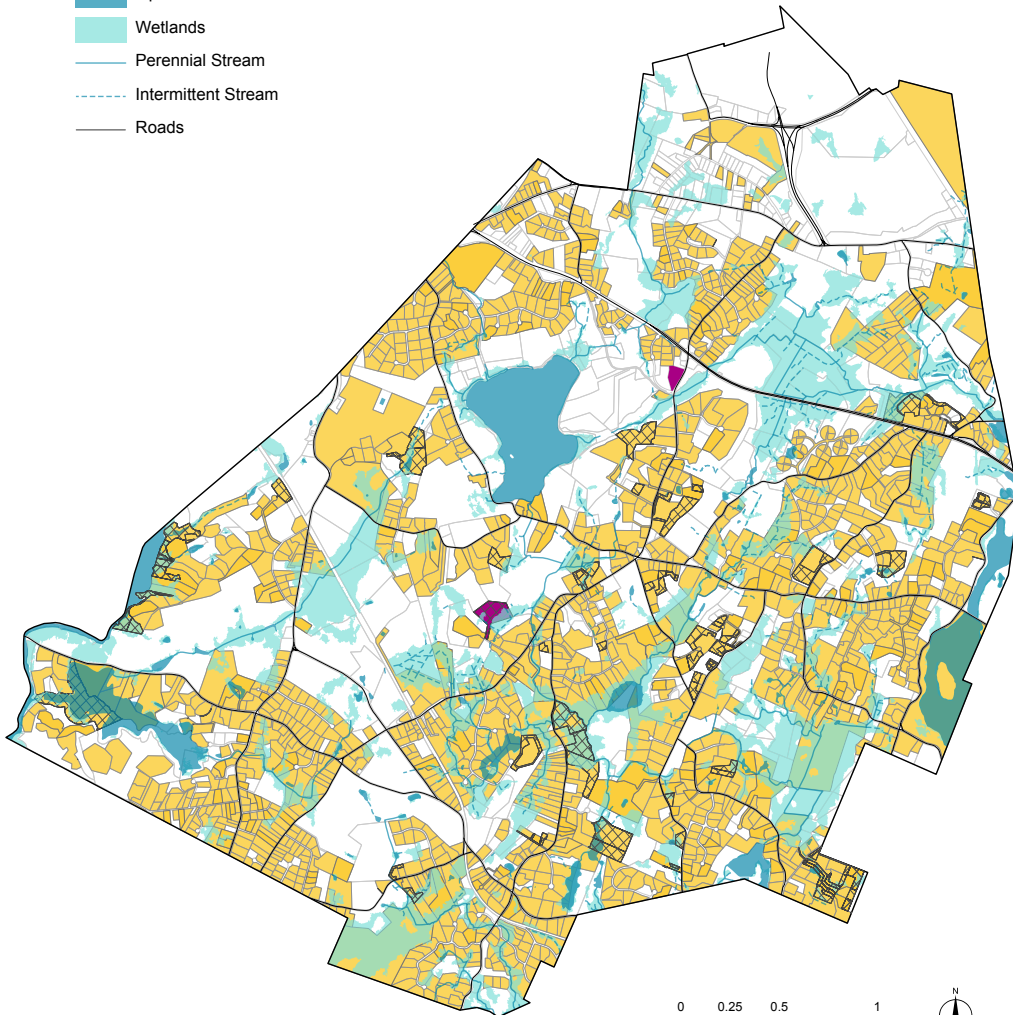 Wetlands
Perennial Stream
Intermittent Stream
Roads
N
0 0.25 0.5 1